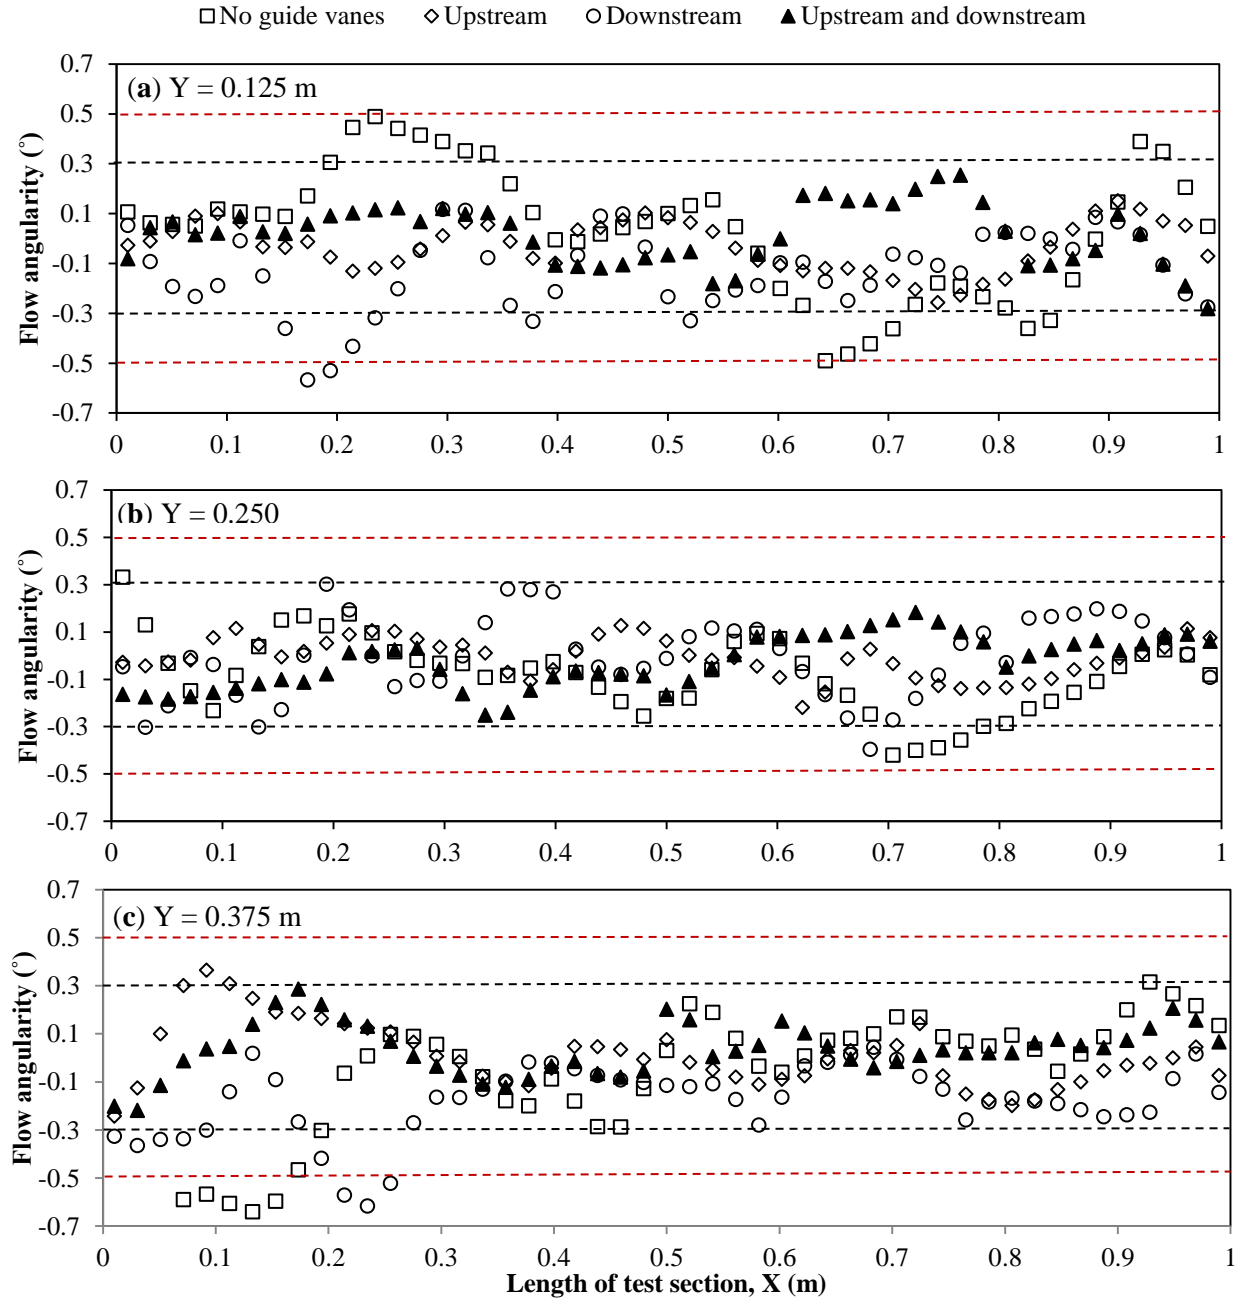 No guide vanes Upstream Downstream Upstream and downstream
0.7
0.5
0.3
0.1
-0.1
-0.3
-0.5
-0.7
Flow angularity (˚)
(a) Y = 0.125 m
0 0.1 0.2 0.3 0.4 0.5 0.6 0.7 0.8 0.9 1
0.7
0.5
0.3
0.1
-0.1
-0.3
-0.5
-0.7
Flow angularity (˚)
(b) Y = 0.250
0 0.1 0.2 0.3 0.4 0.5 0.6 0.7 0.8 0.9 1
0.7
0.5
0.3
0.1
-0.1
-0.3
-0.5
-0.7
Flow angularity (˚)
(c) Y = 0.375 m
0 0.1 0.2 0.3 0.4 0.5 0.6 0.7 0.8 0.9 1
Length of test section, X (m)